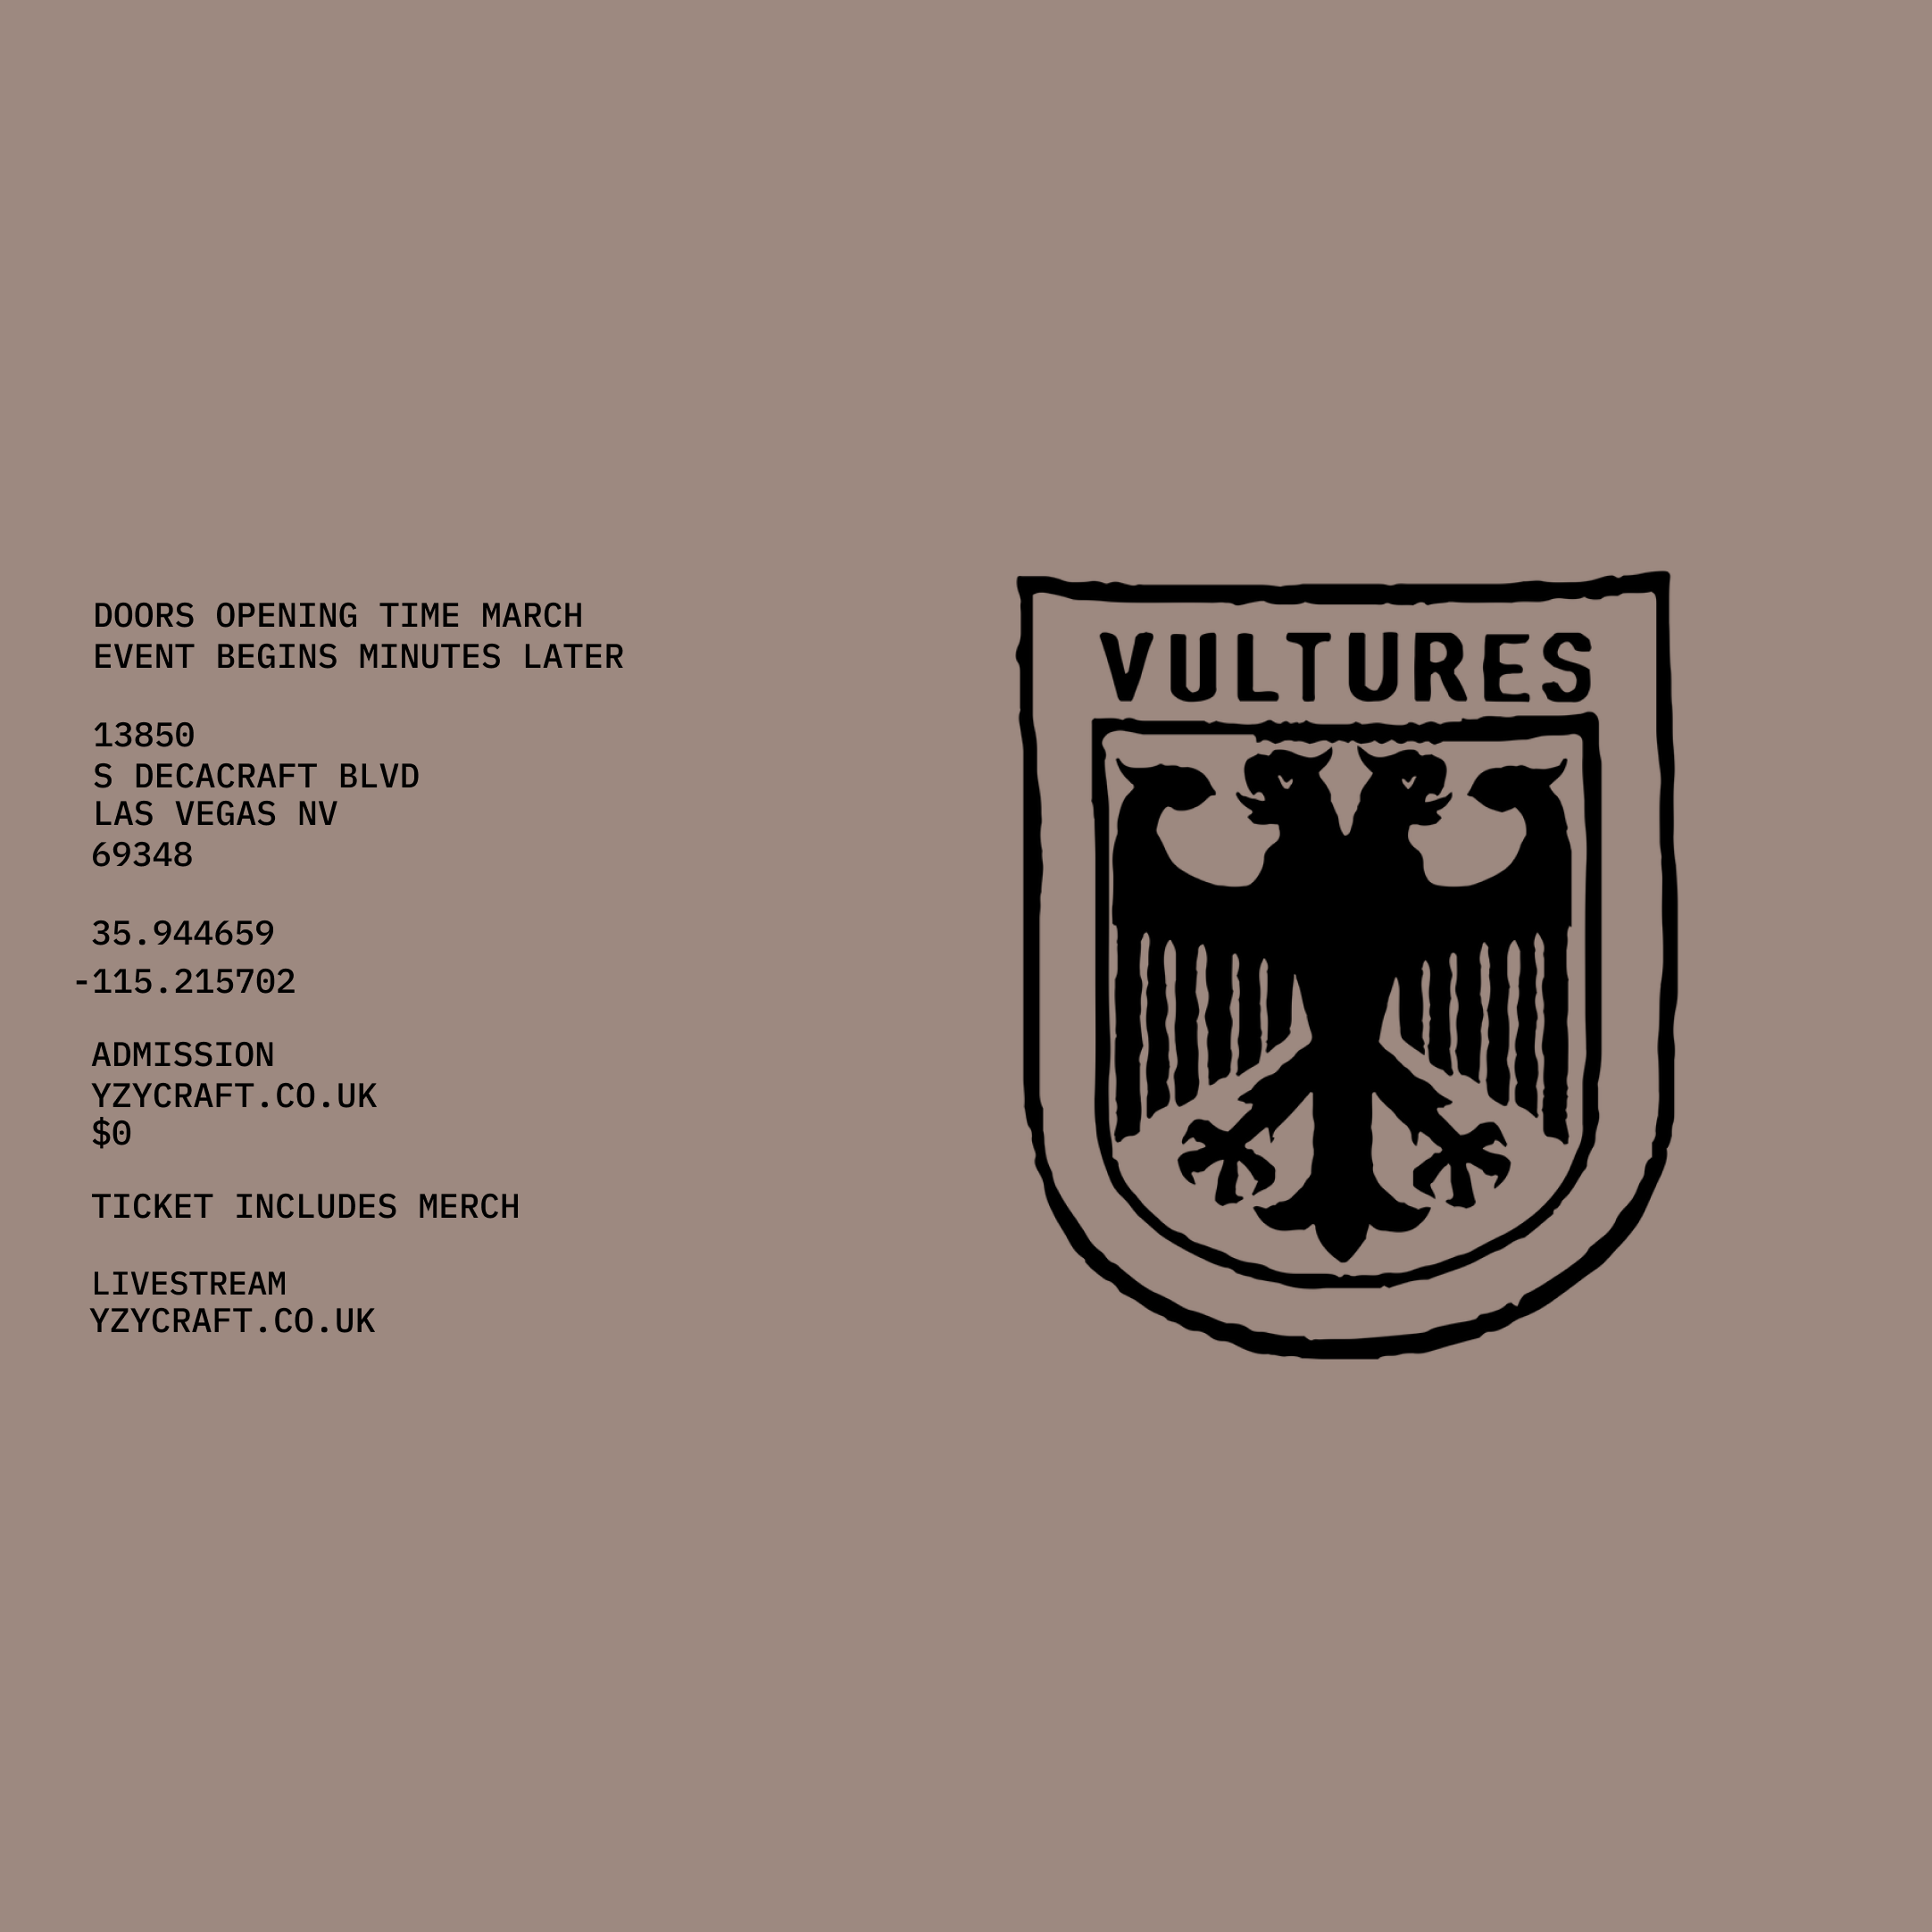 DOORS OPENING TIME MARCH
EVENT BEGINS MINUTES LATER
13850
S DECACRAFT BLVD
LAS VEGAS NV
69348
35.944659
-115.215702
ADMISSION
YZYCRAFT.CO.UK
$0
TICKET INCLUDES MERCH
LIVESTREAM
YZYCRAFT.CO.UK
VULTURES